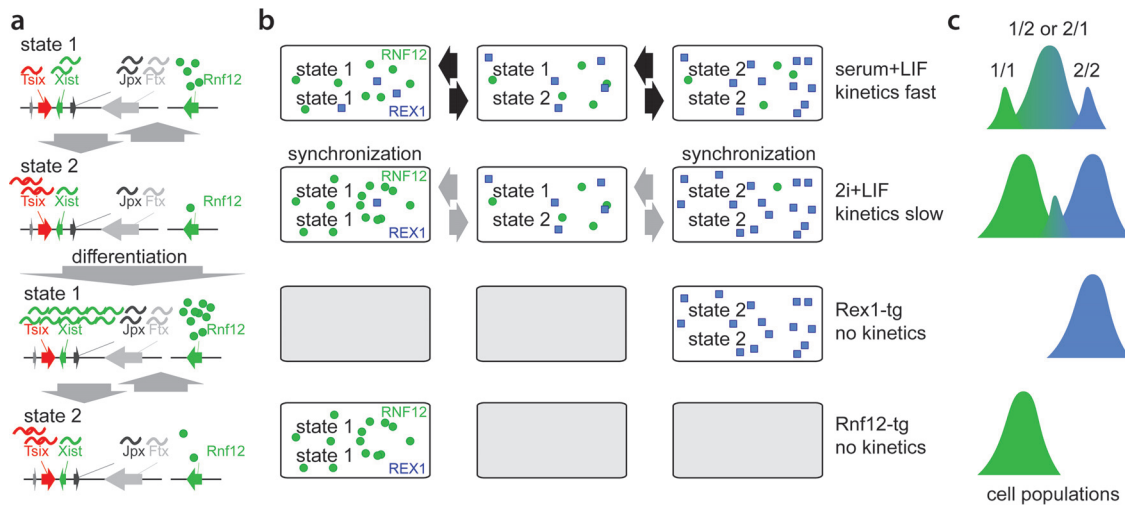 a
state 1
Tsix Xist Jpx Ftx Rnf12
state 2
Tsix Xist Jpx Ftx Rnf12
differentiation
state 1
Tsix Xist Jpx Ftx Rnf12
state 2
Tsix Xist Jpx Ftx Rnf12
b
RNF12
state 1
state 1
REX1
state 1
state 2
state 2
state 2
serum+LIF
kinetics fast
synchronization
synchronization
RNF12
state 1
state 1
REX1
state 1
state 2
state 2
state 2
2i+LIF
kinetics slow
state 2
state 2
Rex1-tg
no kinetics
RNF12
state 1
state 1
REX1
Rnf12-tg
no kinetics
c
1/2 or 2/1
1/1
2/2
cell populations